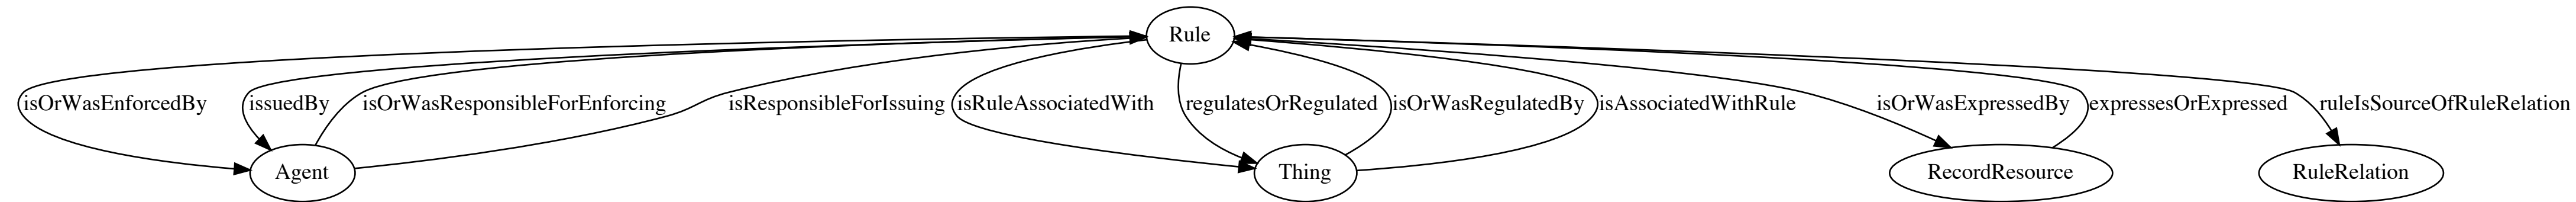 Rule
isOrWasEnforcedBy
issuedBy
isOrWasResponsibleForEnforcing
isResponsibleForIssuing
isRuleAssociatedWith
regulatesOrRegulated
isOrWasRegulatedBy
isAssociatedWithRule
isOrWasExpressedBy
expressesOrExpressed
ruleIsSourceOfRuleRelation
Agent
Thing
RecordResource
RuleRelation